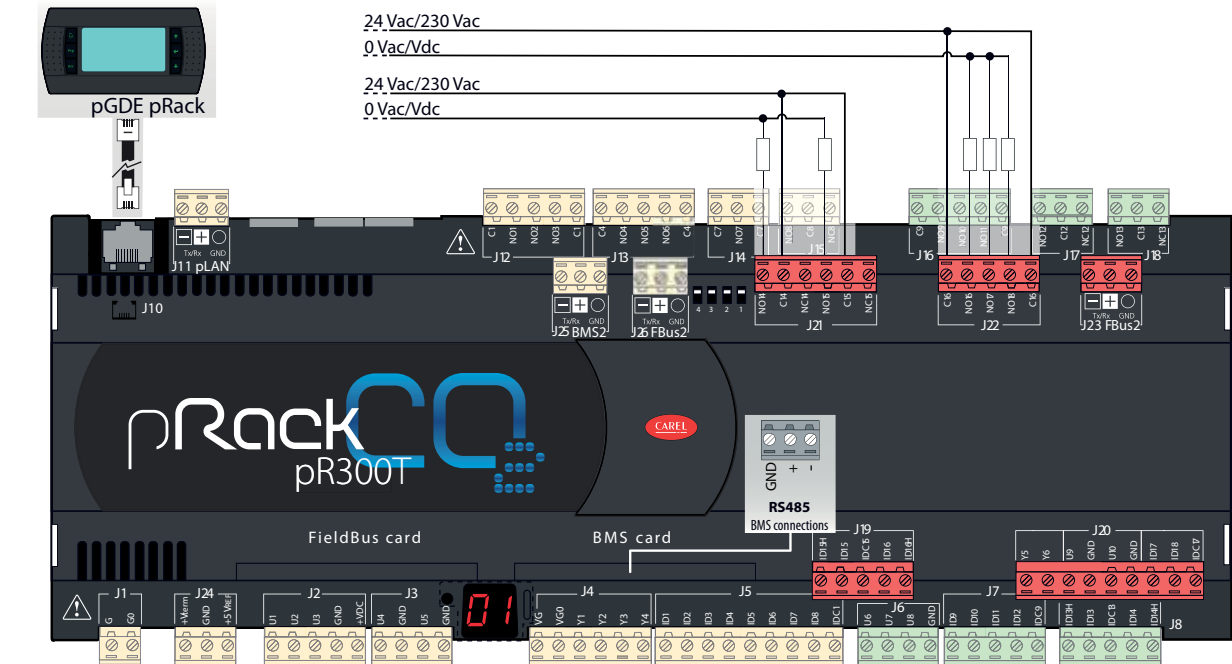 24 Vac/230 Vac
0 Vac/Vdc
24 Vac/230 Vac
0 Vac/Vdc
pGDE pRack
C1 NO1 NO2 NO3 C1
C4 NO4 NO5 NO6 C4
C7 NO7 C7
NO8 C8 NC8
C9 NO9 NO10 NO11 C9
NO12 C12 NC12
NO13 C13 NC13
J12 J13 J14 J15 J16 J17 J18
Tx/Rx GND
J11 pLAN
J10
Tx/Rx GND
J25 BMS2
Tx/Rx GND
J26 FBus2
4 3 2 1
NO14 C14 NC14 NO15 C15 NC15
J21
C16 NO16 NO17 NO18 C16
J22
Tx/Rx GND
J23 FBus2
pRack
pR300T
CAREL
GND + -
RS485
BMS connections
FieldBus card
BMS card
J19
ID15H ID15 IDC15 ID16 ID16H
J20
Y5 Y6 U9 GND U10 GND ID17 ID18 IDC17
J1
G G0
J24
+Vterm GND +5 VREF
J2
U1 U2 U3 GND +VDC
J3
U4 GND U5 GND
01
J4
VG VG0 Y1 Y2 Y3 Y4
J5
ID1 ID2 ID3 ID4 ID5 ID6 ID7 ID8 IDC1
J6
U6 U7 U8 GND
J7
ID9 ID10 ID11 ID12 IDC9
ID13H ID13 IDC13 ID14 ID14H
J8